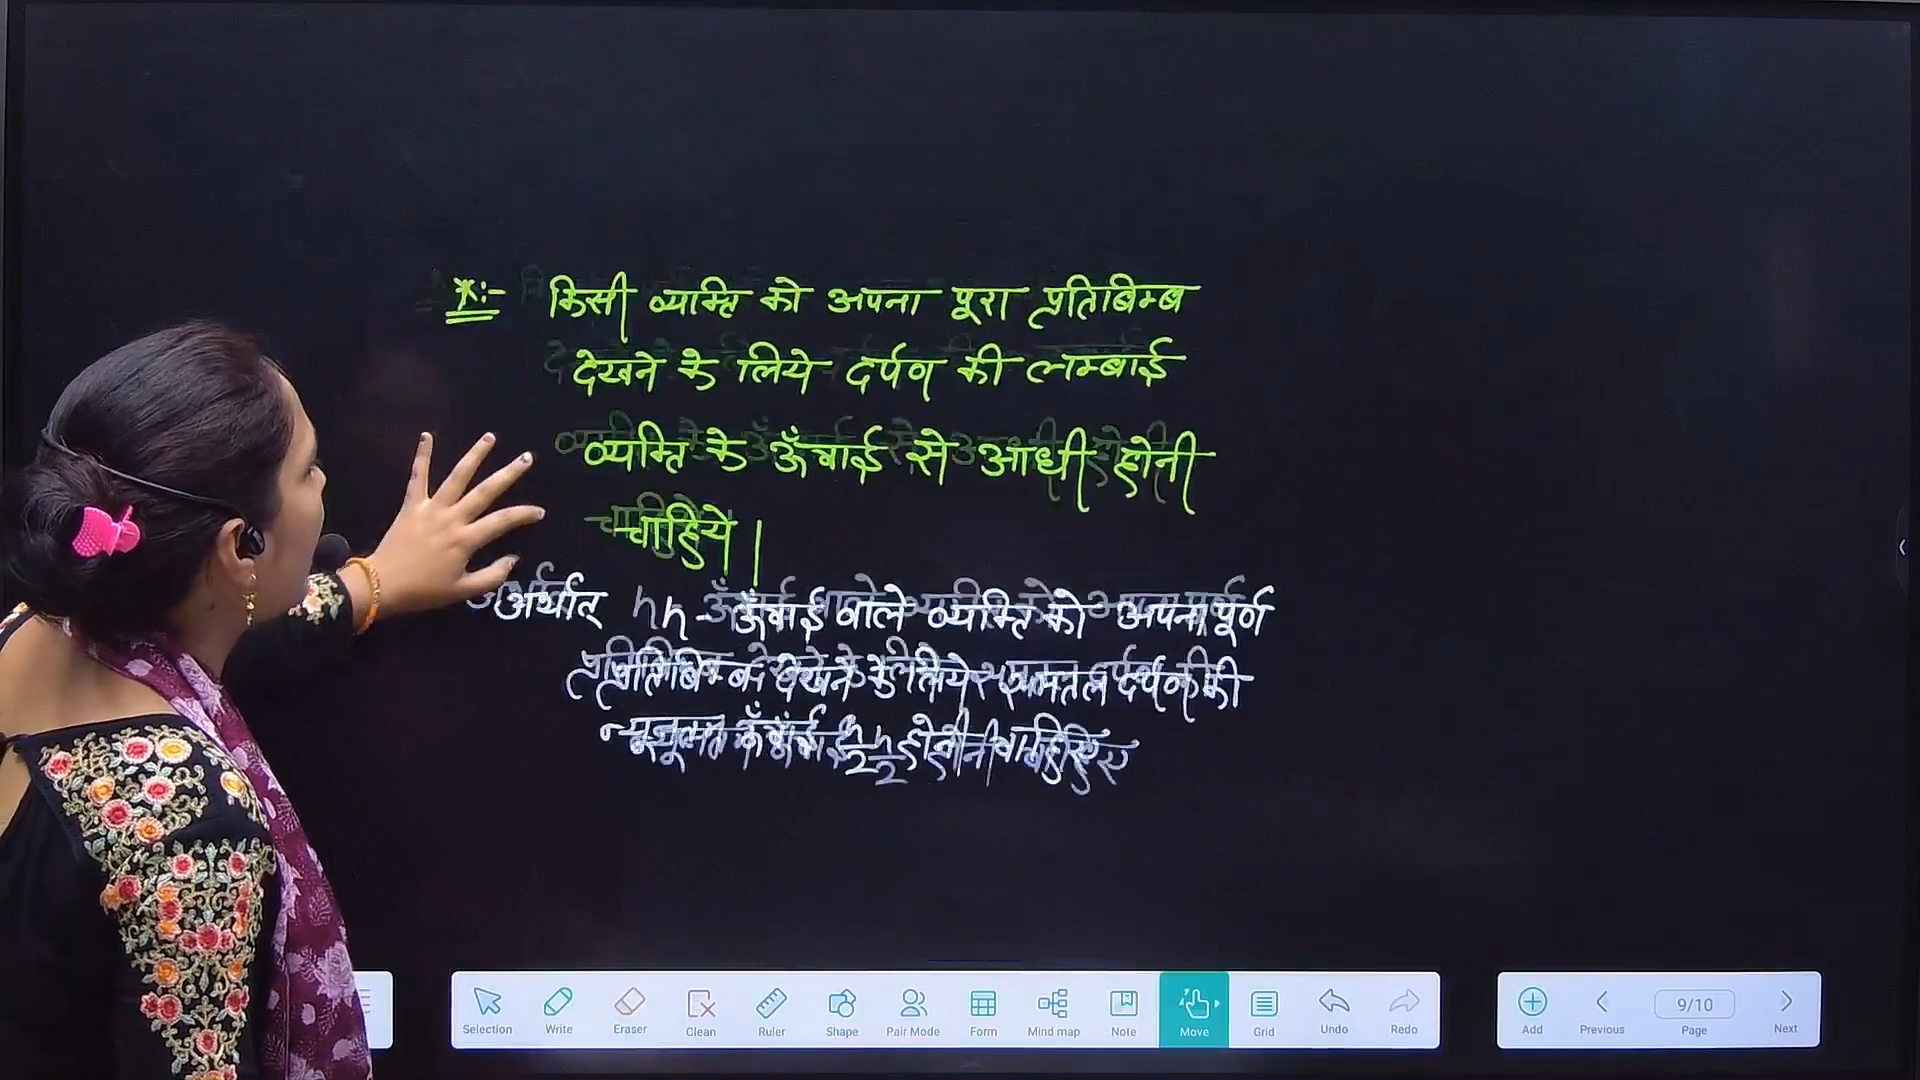 *:- किसी व्यक्ति को अपना पूरा प्रतिबिम्ब
देखने के लिये दर्पण की लम्बाई
व्यक्ति के ऊँचाई से आधी होनी
चाहिये।
अर्थात h - ऊँचाई वाले व्यक्ति को अपना पूर्ण
प्रतिबिम्ब देखने के लिये समतल दर्पण की
न्यूनतम ऊँचाई h/2 होनी चाहिए
Selection Write Eraser Clean Ruler Shape Pair Mode Form Mind map Note Move Grid Undo Redo Add Previous 9/10 Page Next